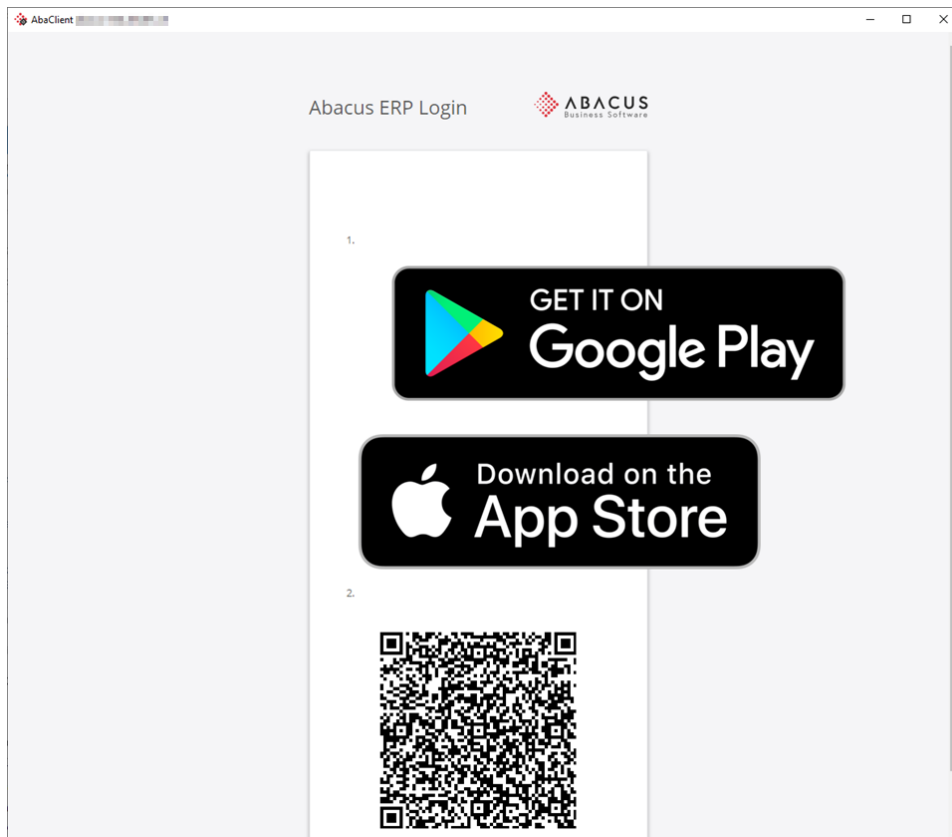 AbaClient
Abacus ERP Login
ABACUS
Business Software
1.
GET IT ON
Google Play
Download on the
App Store
2.